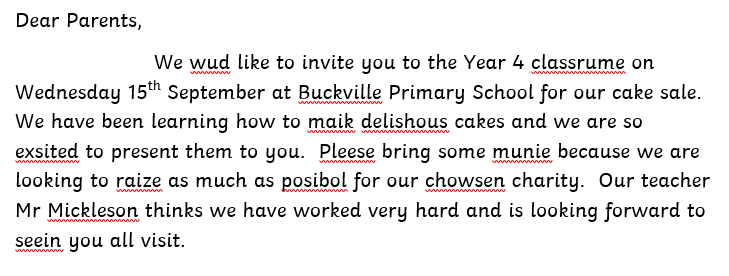 Dear Parents,
We wud like to invite you to the Year 4 classrume on
Wednesday 15th September at Buckville Primary School for our cake sale.
We have been learning how to maik delishous cakes and we are so
exsited to present them to you.  Pleese bring some munie because we are
looking to raize as much as posibol for our chowsen charity.  Our teacher
Mr Mickleson thinks we have worked very hard and is looking forward to
seein you all visit.